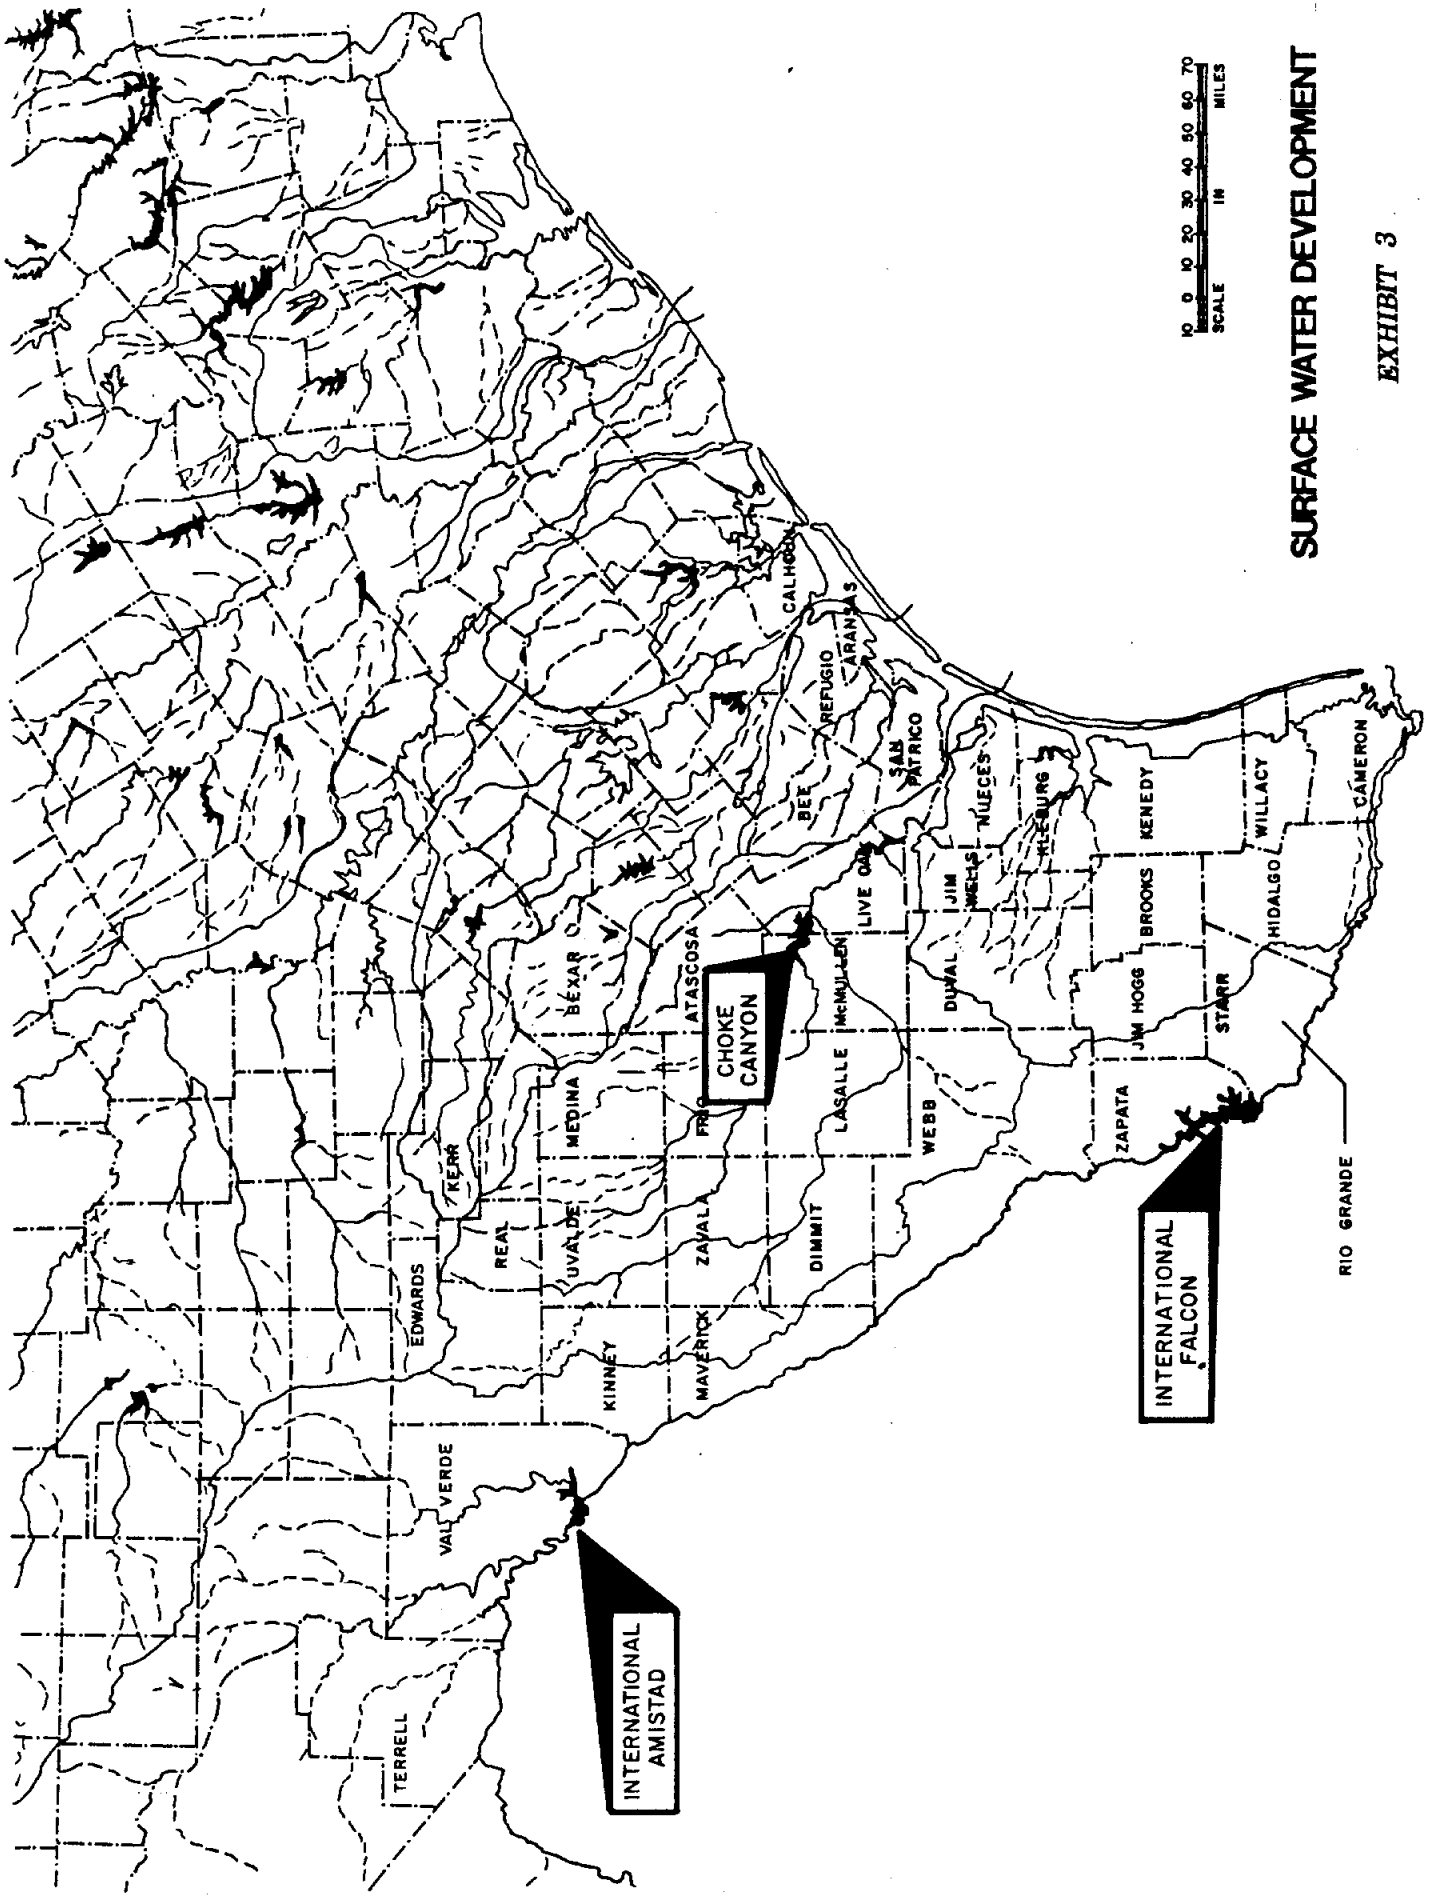 TERRELL
VAL VERDE
EDWARDS
KERR
REAL
KINNEY
UVALDE
MEDINA
BEXAR
MAVERICK
ZAVALA
FRIO
ATASCOSA
DIMMIT
LASALLE
McMULLEN
LIVE OAK
BEE
REFUGIO
CALHOUN
ARANSAS
SAN
PATRICO
WEBB
DUVAL
JIM
WELLS
NUECES
KLEBURG
ZAPATA
JIM HOGG
BROOKS
KENEDY
STARR
HIDALGO
WILLACY
CAMERON
INTERNATIONAL
AMISTAD
CHOKE
CANYON
INTERNATIONAL
FALCON
RIO GRANDE
10 0 10 20 30 40 50 60 70
SCALE IN MILES
SURFACE WATER DEVELOPMENT
EXHIBIT 3